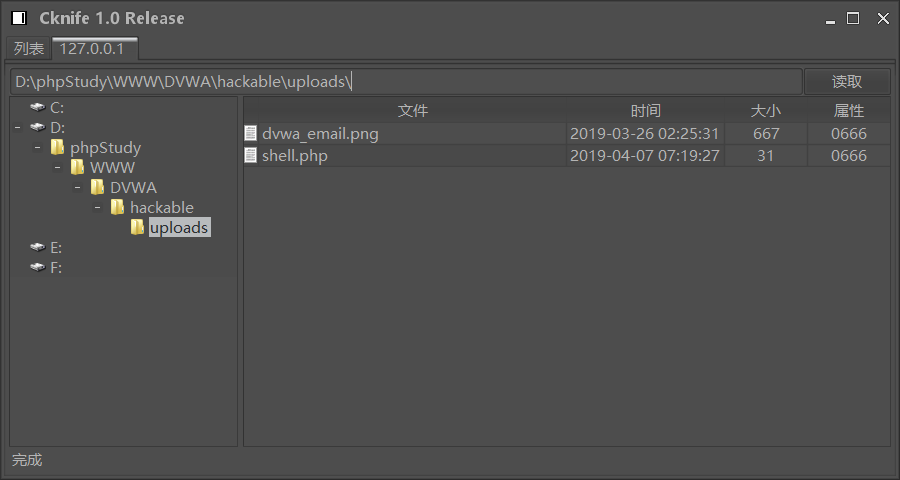 Cknife 1.0 Release
列表 127.0.0.1
D:\phpStudy\WWW\DVWA\hackable\uploads\ 读取
C:
D:
phpStudy
WWW
DVWA
hackable
uploads
E:
F:
文件 时间 大小 属性
dvwa_email.png 2019-03-26 02:25:31 667 0666
shell.php 2019-04-07 07:19:27 31 0666
完成